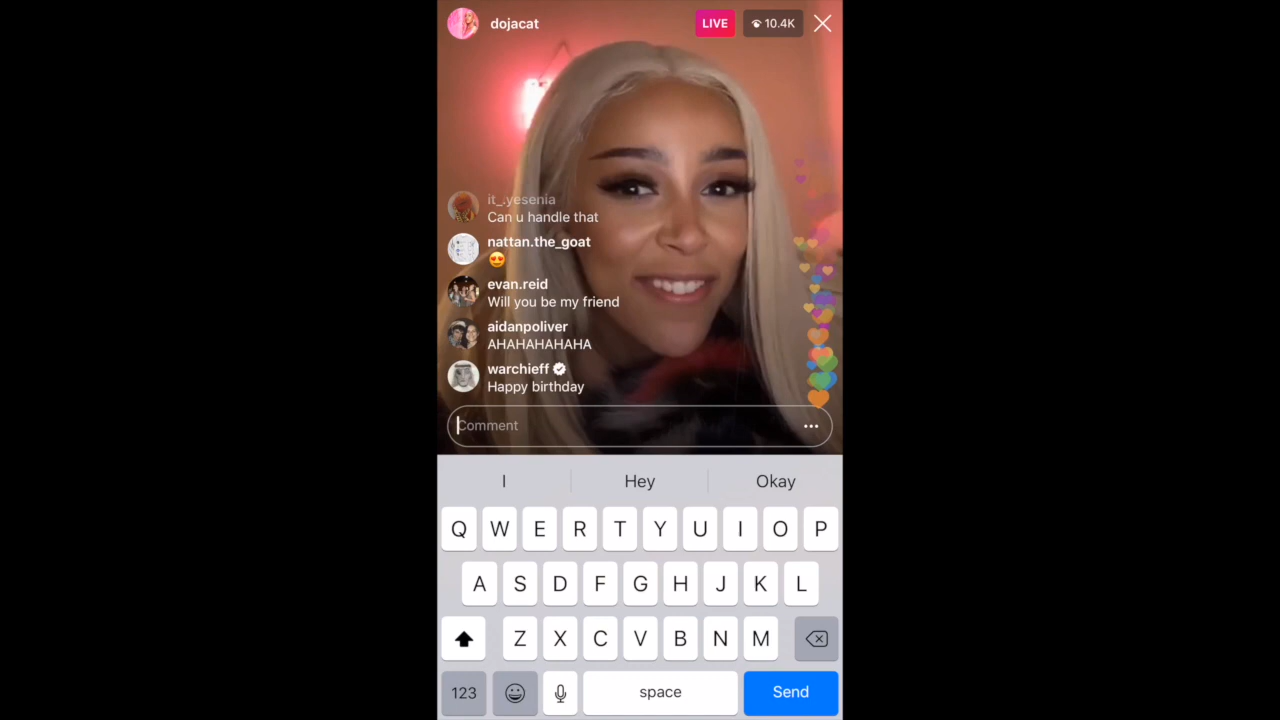 dojacat LIVE 10.4K
it_.yesenia
Can u handle that
nattan.the_goat
😍
evan.reid
Will you be my friend
aidanpoliver
AHAHAHAHAHA
warchieff
Happy birthday
Comment
I Hey Okay
Q W E R T Y U I O P
A S D F G H J K L
Z X C V B N M
123 space Send